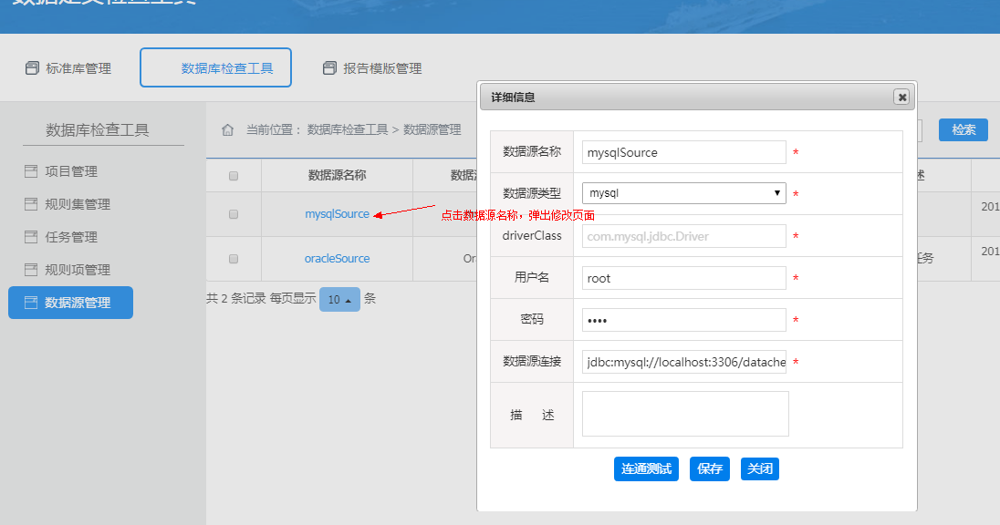 标准库管理
数据库检查工具
报告模版管理
数据库检查工具
项目管理
规则集管理
任务管理
规则项管理
数据源管理
当前位置： 数据库检查工具 > 数据源管理
检索
数据源名称
mysqlSource
201
oracleSource
Or
任务
201
共 2 条记录 每页显示 10 条
点击数据源名称，弹出修改页面
详细信息
数据源名称 mysqlSource *
数据源类型 mysql *
driverClass com.mysql.jdbc.Driver *
用户名 root *
密码 •••• *
数据源连接 jdbc:mysql://localhost:3306/datache *
描 述
连通测试 保存 关闭